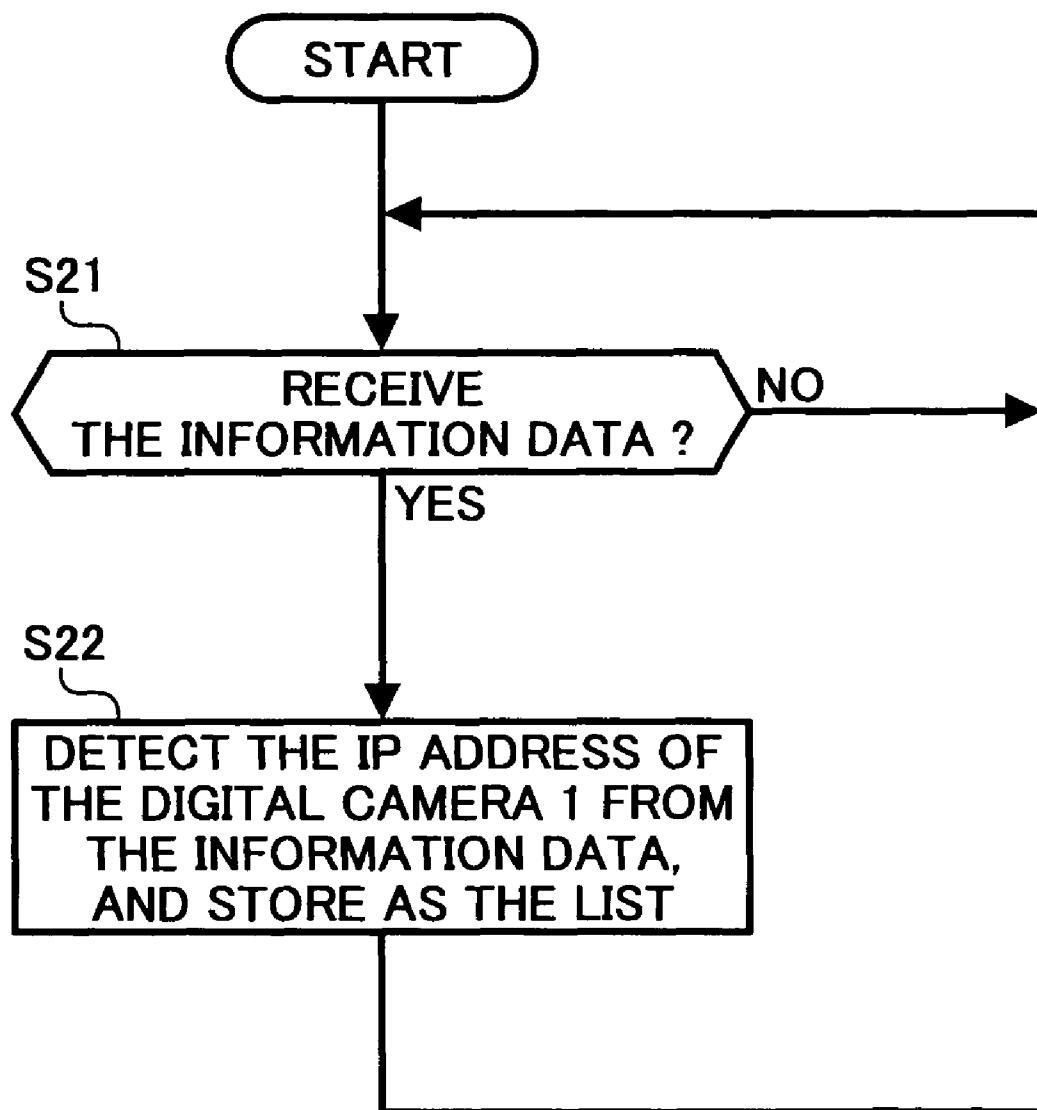 START
S21
RECEIVE
THE INFORMATION DATA ?
NO
YES
S22
DETECT THE IP ADDRESS OF
THE DIGITAL CAMERA 1 FROM
THE INFORMATION DATA,
AND STORE AS THE LIST